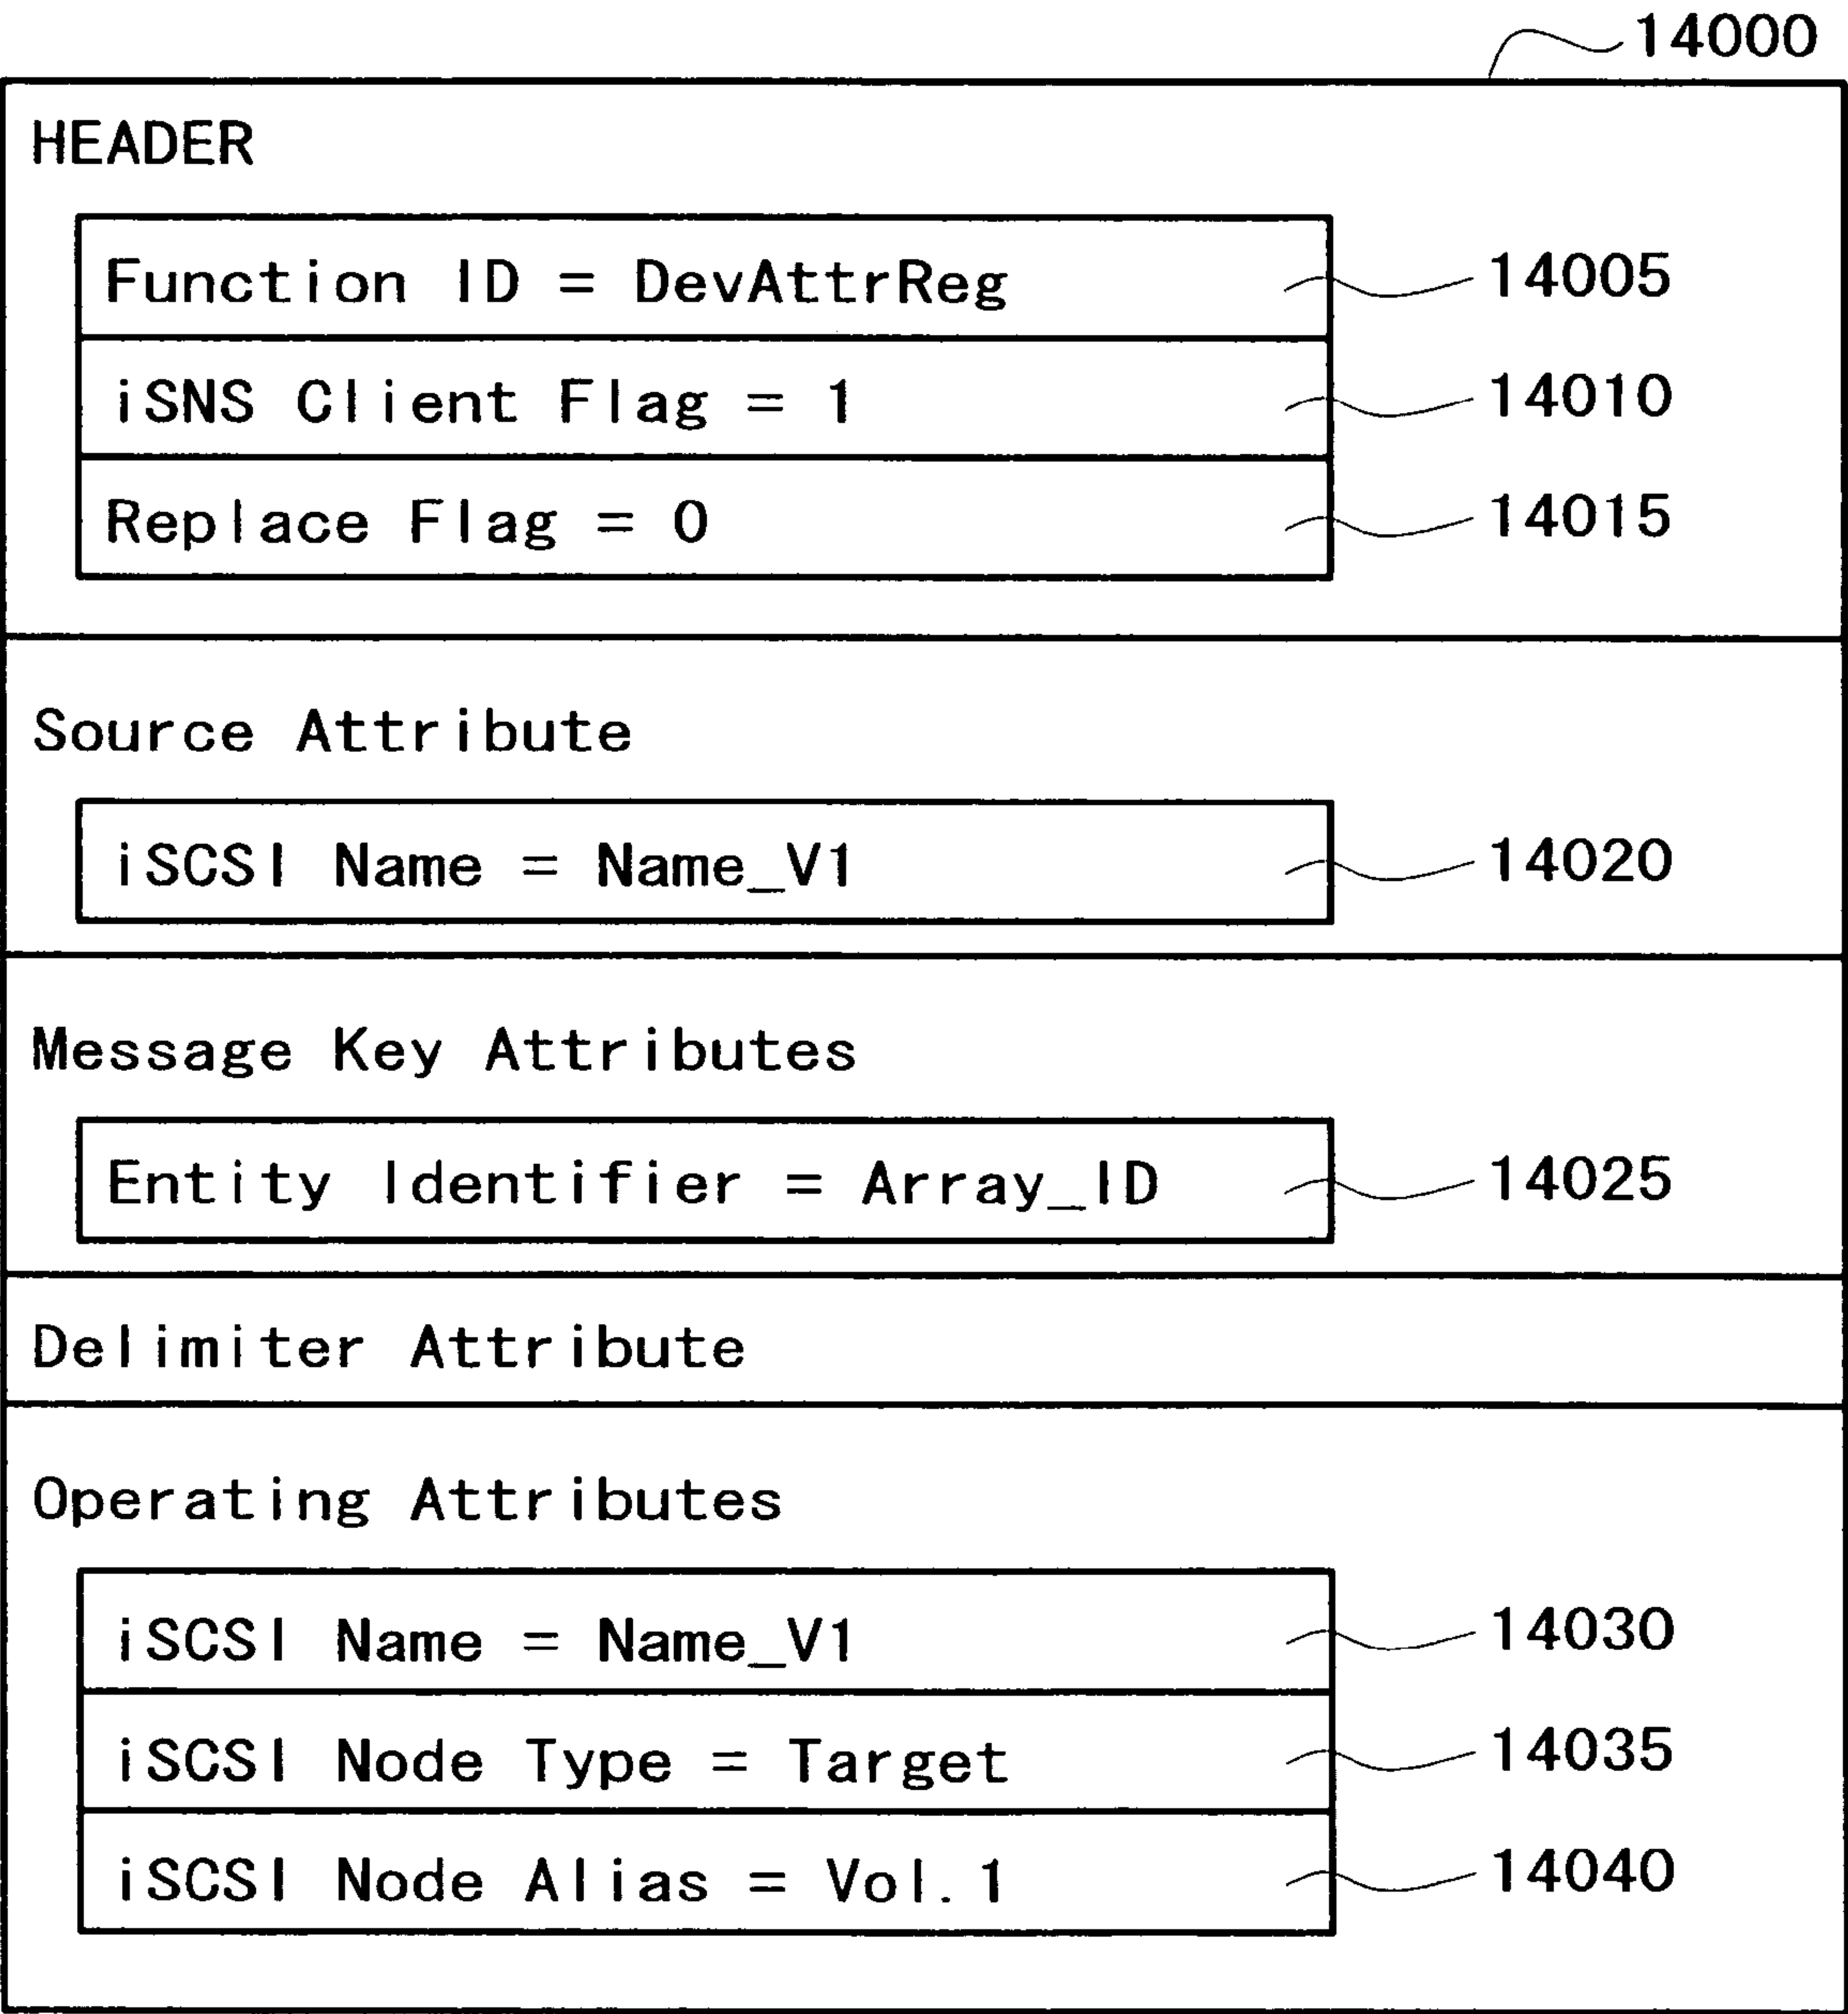 14000
HEADER
Function ID = DevAttrReg 14005
iSNS Client Flag = 1 14010
Replace Flag = 0 14015
Source Attribute
iSCSI Name = Name_V1 14020
Message Key Attributes
Entity Identifier = Array_ID 14025
Delimiter Attribute
Operating Attributes
iSCSI Name = Name_V1 14030
iSCSI Node Type = Target 14035
iSCSI Node Alias = Vol.1 14040